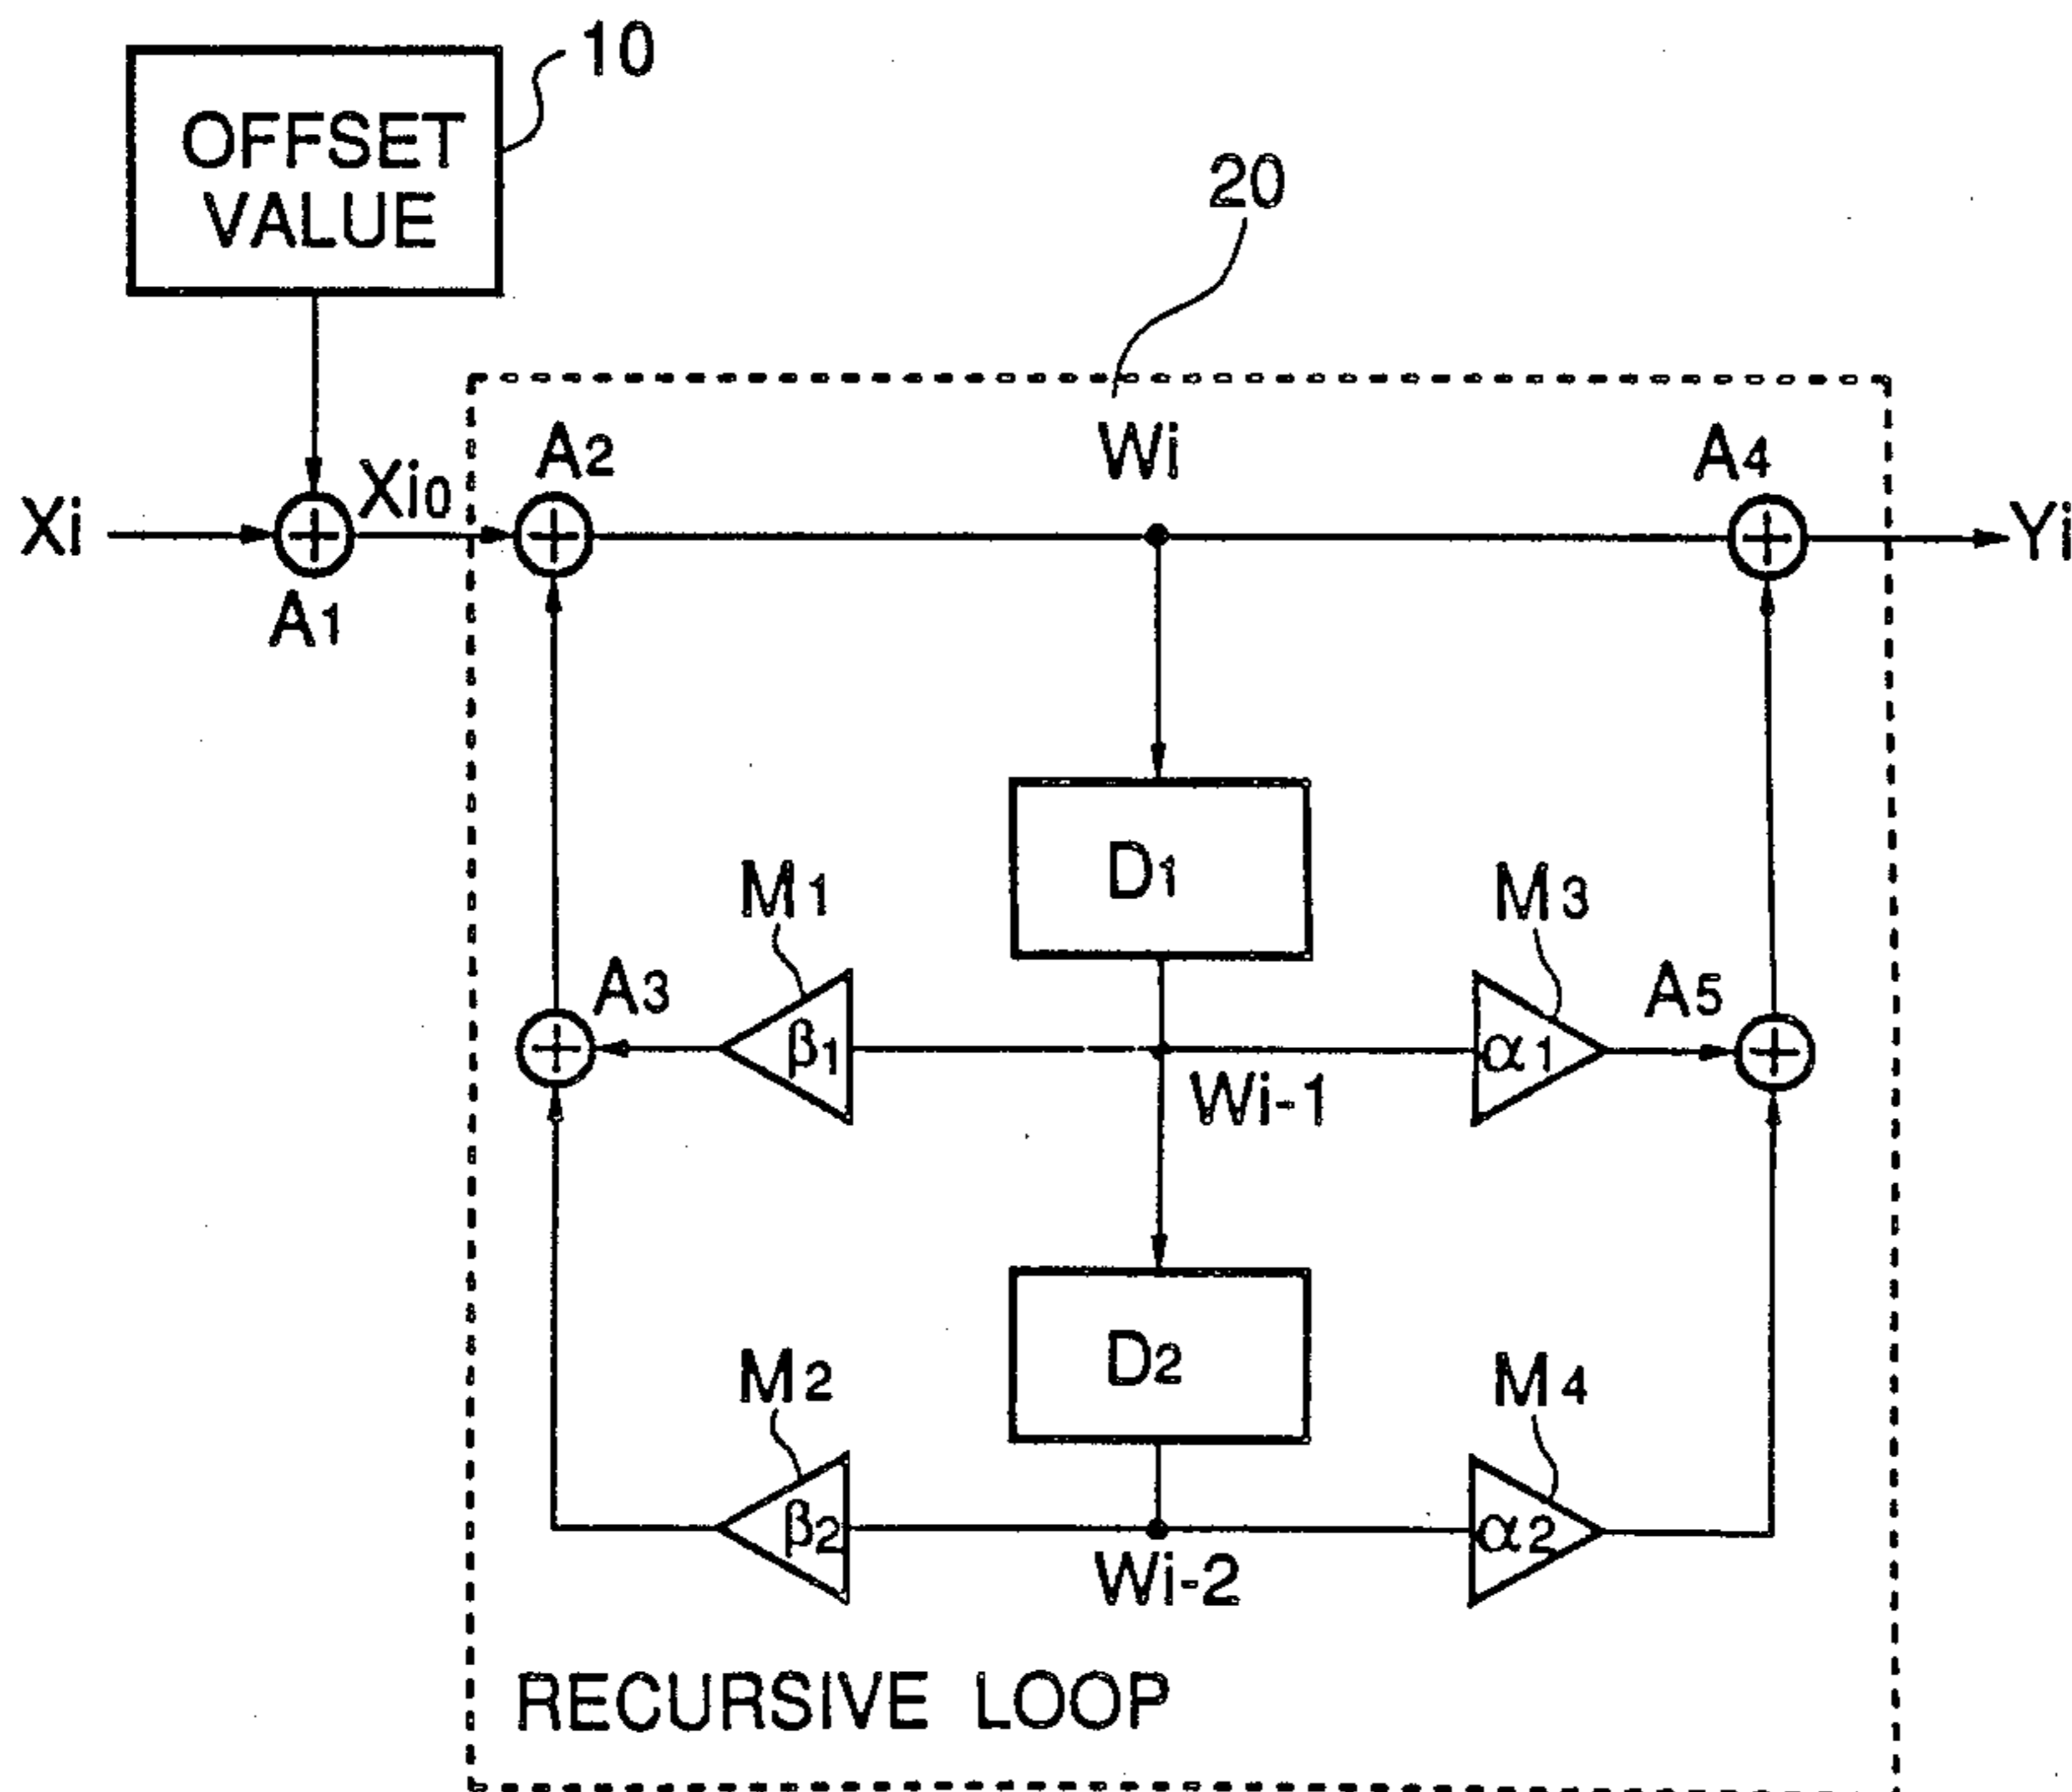 10
OFFSET
VALUE
20
A2
Wi
A4
Xi
Xi0
Yi
A1
D1
M1
M3
A3
A5
β1
α1
Wi-1
D2
M2
M4
β2
α2
Wi-2
RECURSIVE LOOP